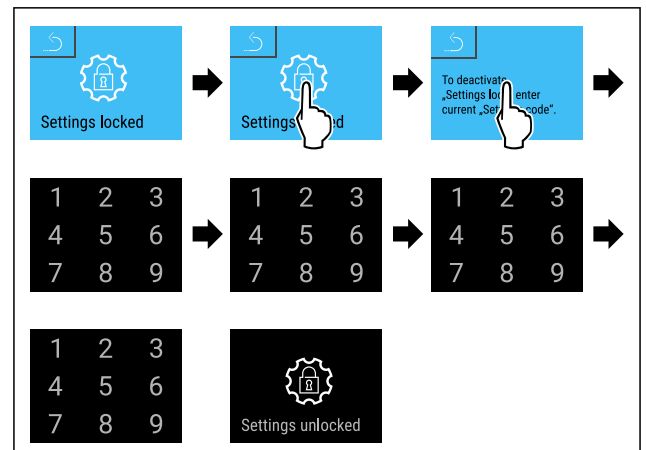 Settings locked
Settings
ed
To deactivate
„Settings lo
enter
current „Set
code".
1 2 3
4 5 6
7 8 9
1 2 3
4 5 6
7 8 9
1 2 3
4 5 6
7 8 9
1 2 3
4 5 6
7 8 9
Settings unlocked